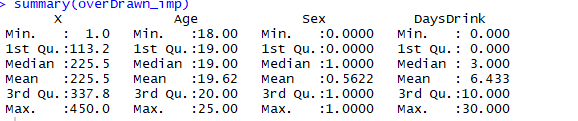 > summary(overDrawn_imp)
X Age Sex DaysDrink
Min. : 1.0 Min. :18.00 Min. :0.0000 Min. : 0.000
1st Qu.:113.2 1st Qu.:19.00 1st Qu.:0.0000 1st Qu.: 0.000
Median :225.5 Median :19.00 Median :1.0000 Median : 3.000
Mean :225.5 Mean :19.62 Mean :0.5622 Mean : 6.433
3rd Qu.:337.8 3rd Qu.:20.00 3rd Qu.:1.0000 3rd Qu.:10.000
Max. :450.0 Max. :25.00 Max. :1.0000 Max. :30.000